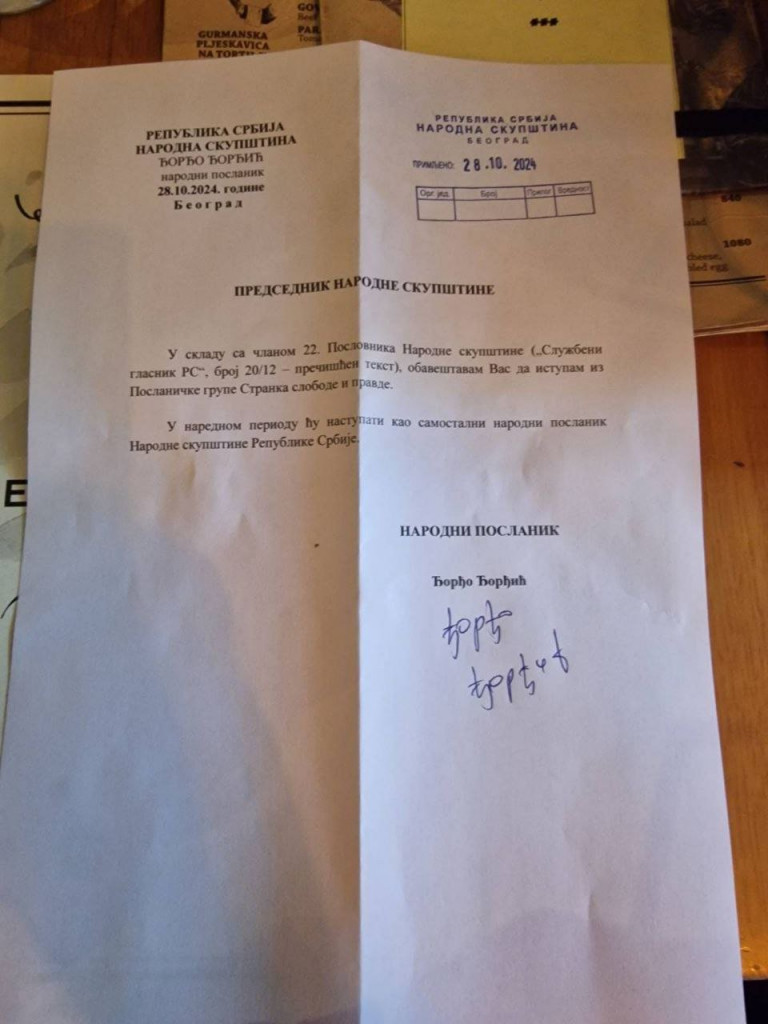 GURMANSKA
PLJESKAVICA
РЕПУБЛИКА СРБИЈА
НАРОДНА СКУПШТИНА
ЂОРЂО ЂОРЂИЋ
народни посланик
28.10.2024. године
Београд
РЕПУБЛИКА СРБИЈА
НАРОДНА СКУПШТИНА
БЕОГРАД
ПРИМЉЕНО: 28.10.2024
Орг. јед. Број Прилог Вредност
ПРЕДСЕДНИК НАРОДНЕ СКУПШТИНЕ
У складу са чланом 22. Пословника Народне скупштине („Службени
гласник РС“, број 20/12 – пречишћен текст), обавештавам Вас да иступам из
Посланичке групе Странка слободе и правде.
У наредном периоду ћу наступати као самостални народни посланик
Народне скупштине Републике Србије.
НАРОДНИ ПОСЛАНИК
Ђорђо Ђорђић
Ђорђо
Ђорђић
1080
cheese,